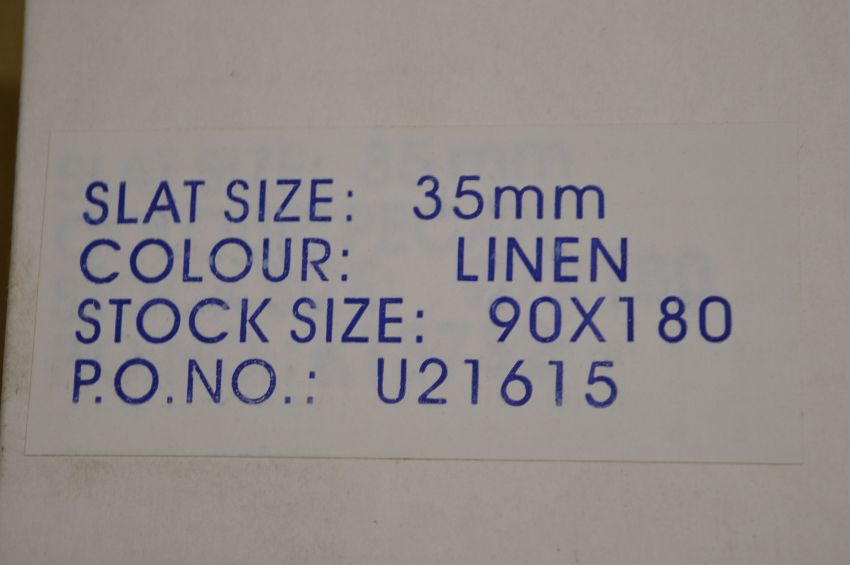 SLAT SIZE: 35mm
COLOUR: LINEN
STOCK SIZE: 90X180
P.O.NO.: U21615